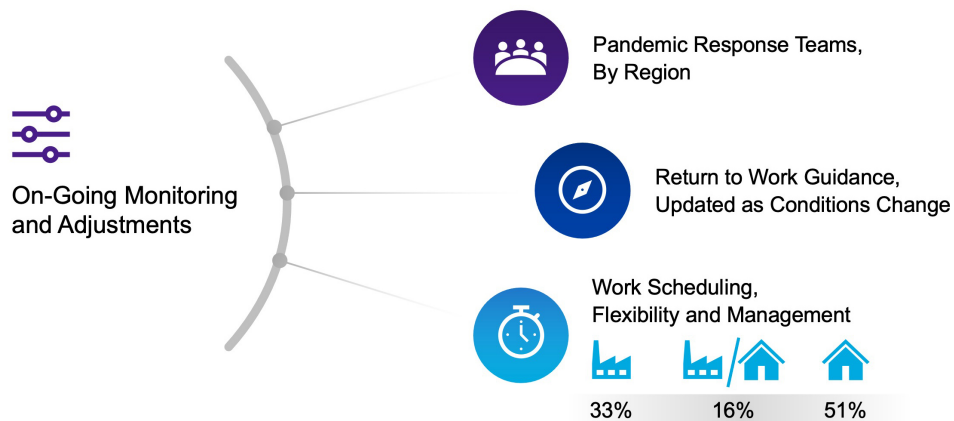 On-Going Monitoring
and Adjustments
Pandemic Response Teams,
By Region
Return to Work Guidance,
Updated as Conditions Change
Work Scheduling,
Flexibility and Management
33% 16% 51%